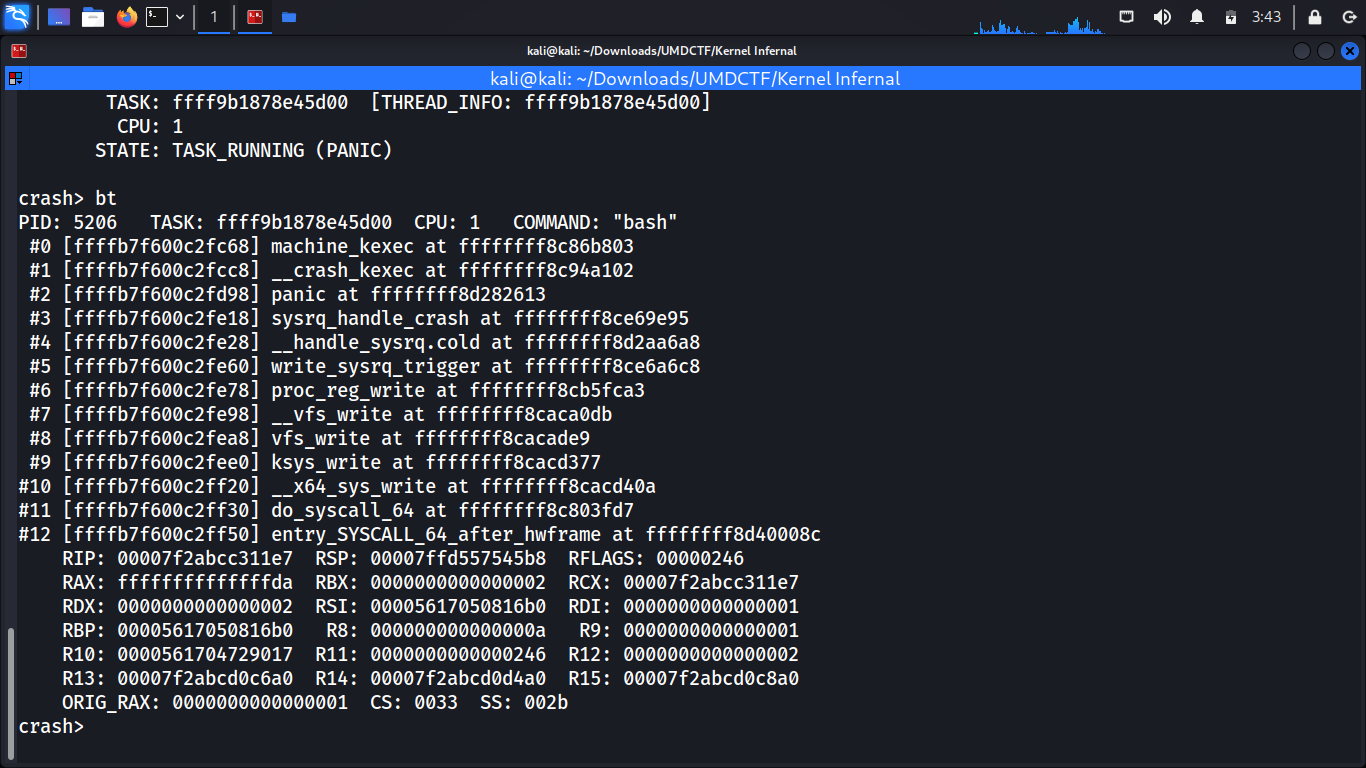 1
3:43
kali@kali: ~/Downloads/UMDCTF/Kernel Infernal
kali@kali: ~/Downloads/UMDCTF/Kernel Infernal
TASK: ffff9b1878e45d00  [THREAD_INFO: ffff9b1878e45d00]
CPU: 1
STATE: TASK_RUNNING (PANIC)
crash> bt
PID: 5206   TASK: ffff9b1878e45d00  CPU: 1   COMMAND: "bash"
#0 [ffffb7f600c2fc68] machine_kexec at ffffffff8c86b803
#1 [ffffb7f600c2fcc8] __crash_kexec at ffffffff8c94a102
#2 [ffffb7f600c2fd98] panic at ffffffff8d282613
#3 [ffffb7f600c2fe18] sysrq_handle_crash at ffffffff8ce69e95
#4 [ffffb7f600c2fe28] __handle_sysrq.cold at ffffffff8d2aa6a8
#5 [ffffb7f600c2fe60] write_sysrq_trigger at ffffffff8ce6a6c8
#6 [ffffb7f600c2fe78] proc_reg_write at ffffffff8cb5fca3
#7 [ffffb7f600c2fe98] __vfs_write at ffffffff8caca0db
#8 [ffffb7f600c2fea8] vfs_write at ffffffff8cacade9
#9 [ffffb7f600c2fee0] ksys_write at ffffffff8cacd377
#10 [ffffb7f600c2ff20] __x64_sys_write at ffffffff8cacd40a
#11 [ffffb7f600c2ff30] do_syscall_64 at ffffffff8c803fd7
#12 [ffffb7f600c2ff50] entry_SYSCALL_64_after_hwframe at ffffffff8d40008c
RIP: 00007f2abcc311e7  RSP: 00007ffd557545b8  RFLAGS: 00000246
RAX: ffffffffffffffda  RBX: 0000000000000002  RCX: 00007f2abcc311e7
RDX: 0000000000000002  RSI: 00005617050816b0  RDI: 0000000000000001
RBP: 00005617050816b0   R8: 000000000000000a   R9: 0000000000000001
R10: 0000561704729017  R11: 0000000000000246  R12: 0000000000000002
R13: 00007f2abcd0c6a0  R14: 00007f2abcd0d4a0  R15: 00007f2abcd0c8a0
ORIG_RAX: 0000000000000001  CS: 0033  SS: 002b
crash>